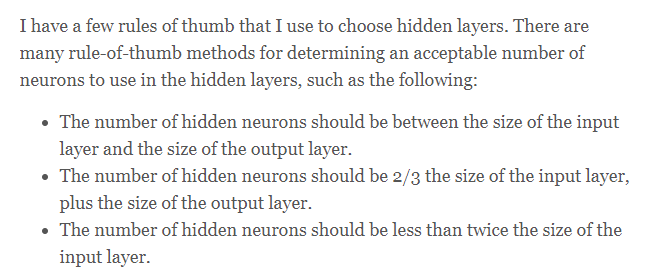 I have a few rules of thumb that I use to choose hidden layers. There are
many rule-of-thumb methods for determining an acceptable number of
neurons to use in the hidden layers, such as the following:
• The number of hidden neurons should be between the size of the input
layer and the size of the output layer.
• The number of hidden neurons should be 2/3 the size of the input layer,
plus the size of the output layer.
• The number of hidden neurons should be less than twice the size of the
input layer.